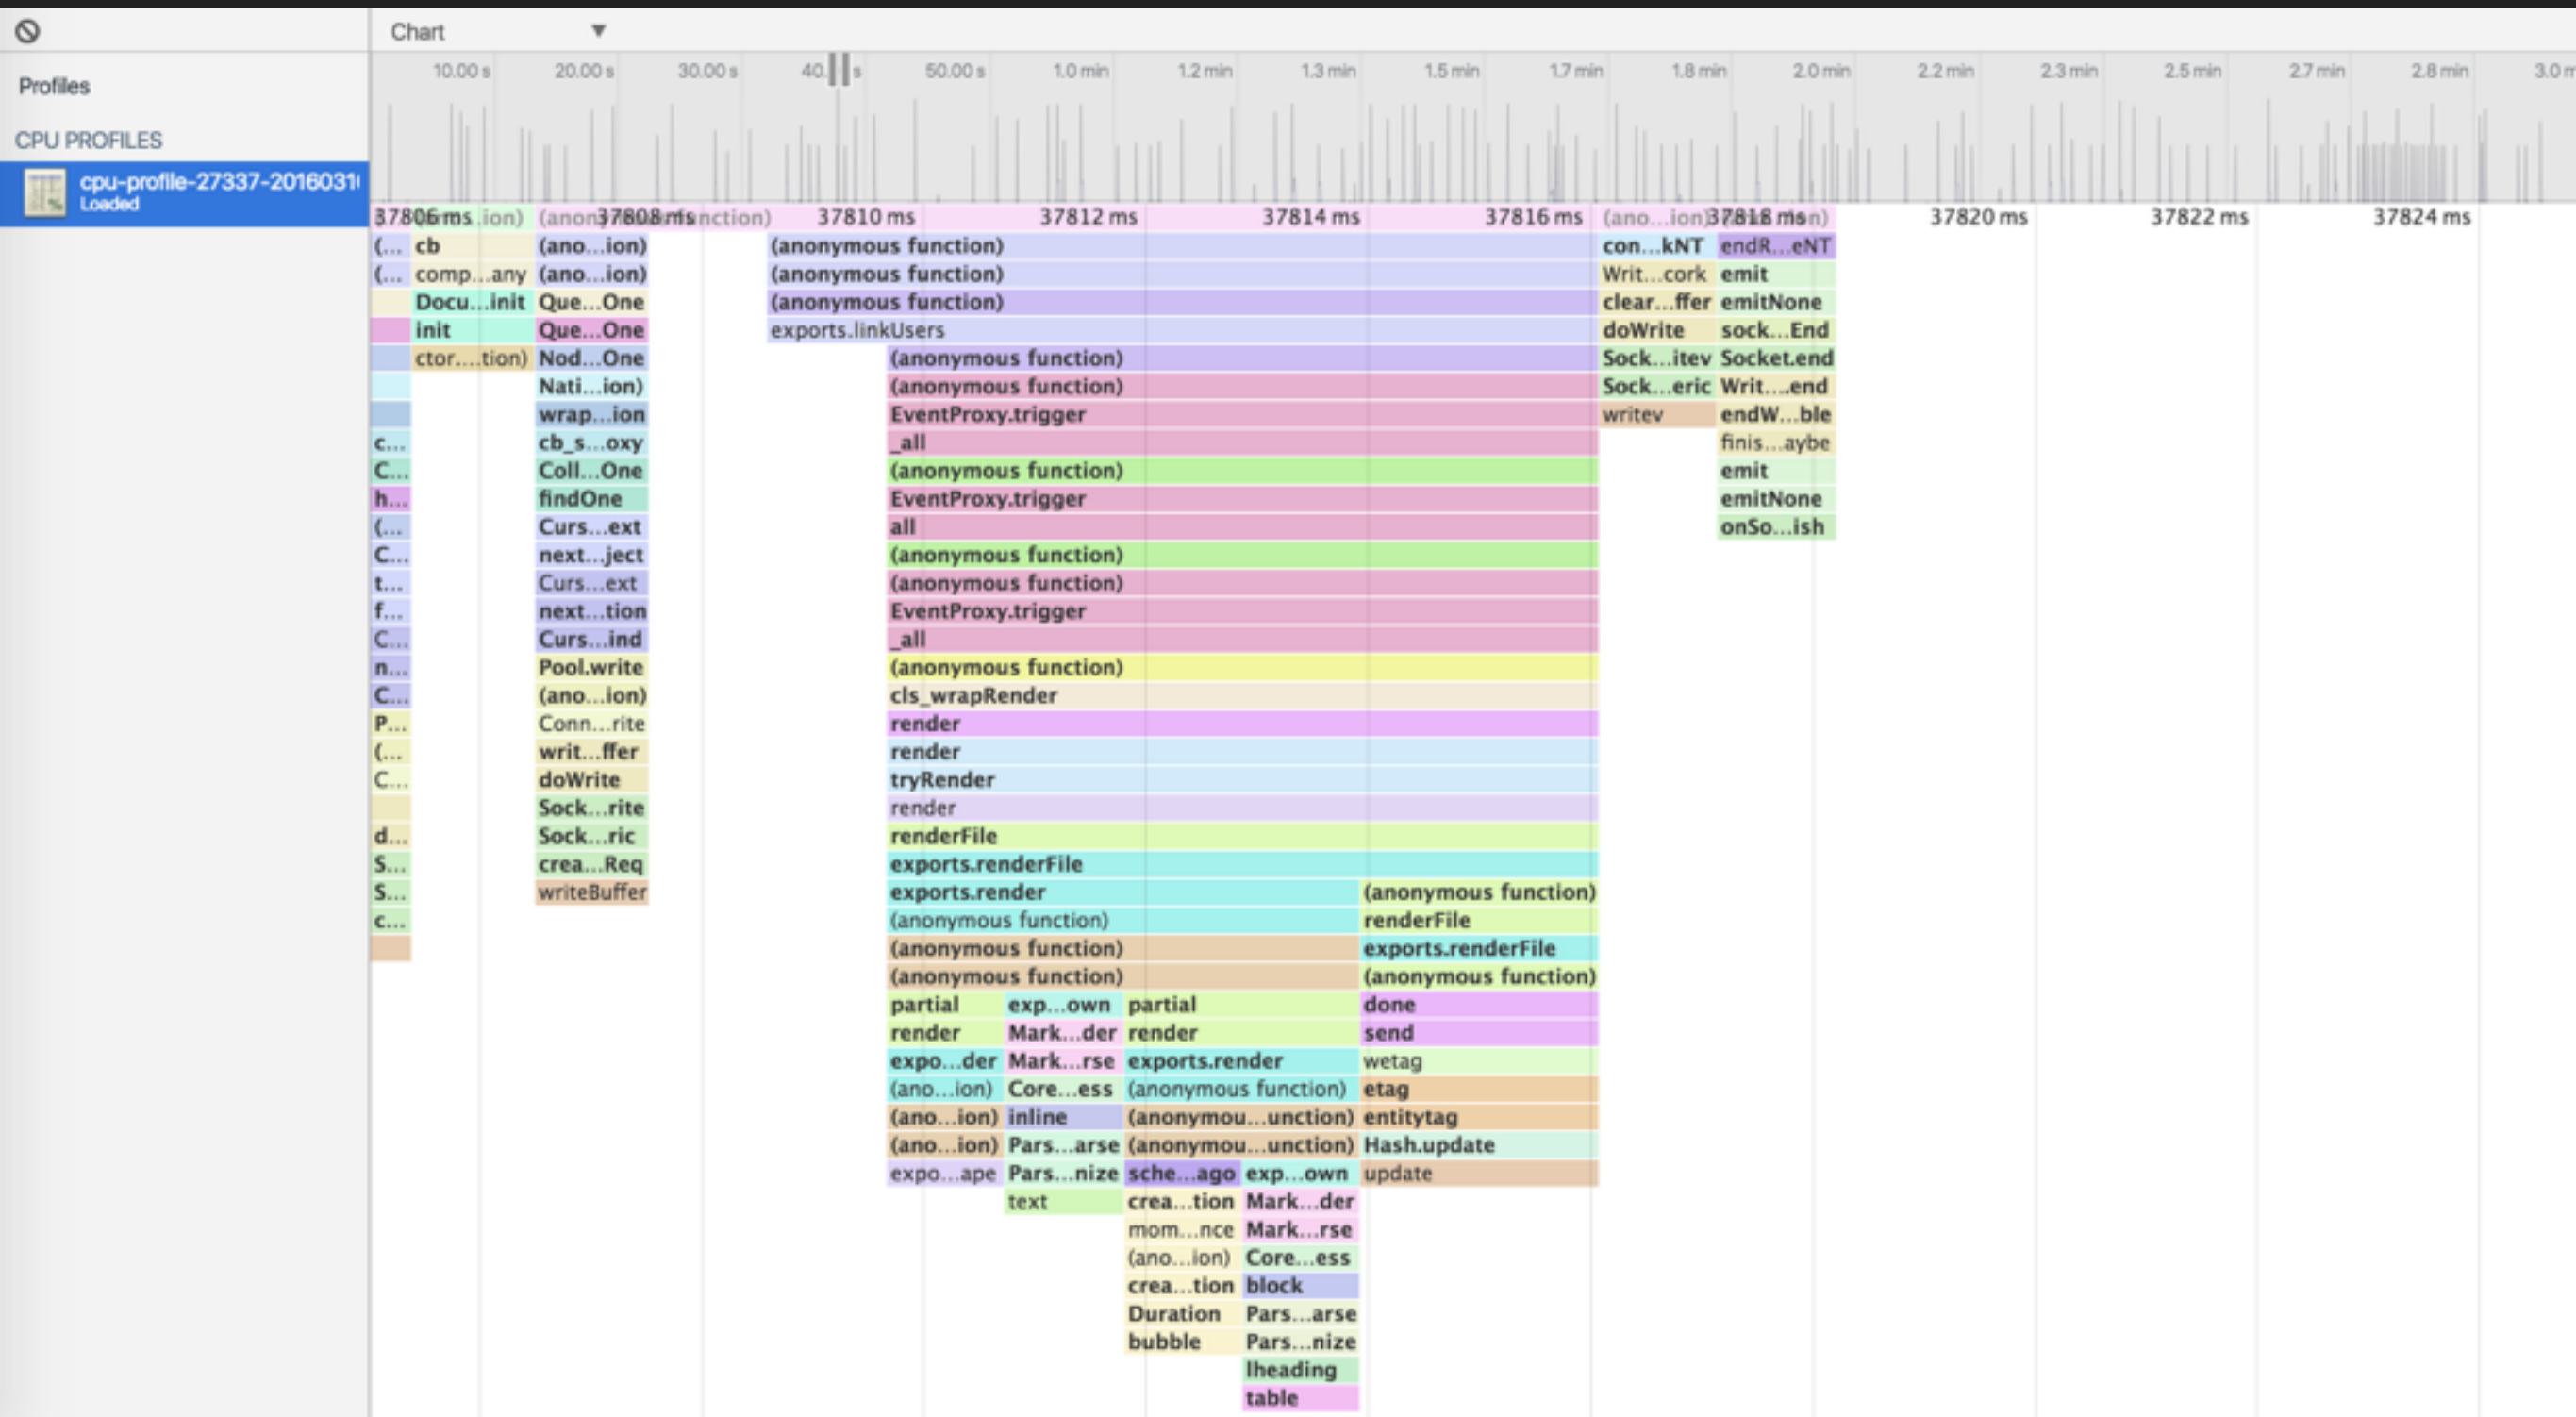 Chart ▼
10.00 s 20.00 s 30.00 s 40. s 50.00 s 1.0 min 1.2 min 1.3 min 1.5 min 1.7 min 1.8 min 2.0 min 2.2 min 2.3 min 2.5 min 2.7 min 2.8 min 3.0 m
Profiles
CPU PROFILES
cpu-profile-27337-2016031
Loaded
37806 ms 37808 ms 37810 ms 37812 ms 37814 ms 37816 ms (ano...ion) 37818 ms 37820 ms 37822 ms 37824 ms
(... cb (ano...ion) (anonymous function) con...kNT endR...eNT
(... comp...any (ano...ion) (anonymous function) Writ...cork emit
Docu...init Que...One (anonymous function) clear...ffer emitNone
init Que...One exports.linkUsers doWrite sock...End
ctor....tion) Nod...One (anonymous function) Sock...itev Socket.end
Nati...ion) (anonymous function) Sock...eric Writ....end
wrap...ion EventProxy.trigger writev endW...ble
c... cb_s...oxy _all finis...aybe
C... Coll...One (anonymous function) emit
h... findOne EventProxy.trigger emitNone
(... Curs...ext all onSo...ish
C... next...ject (anonymous function)
t... Curs...ext (anonymous function)
f... next...tion EventProxy.trigger
C... Curs...ind _all
n... Pool.write (anonymous function)
C... (ano...ion) cls_wrapRender
P... Conn...rite render
(... writ...ffer render
C... doWrite tryRender
Sock...rite render
d... Sock...ric renderFile
S... crea...Req exports.renderFile
S... writeBuffer exports.render (anonymous function)
c... (anonymous function) renderFile
(anonymous function) exports.renderFile
(anonymous function) (anonymous function)
partial exp...own partial done
render Mark...der render send
expo...der Mark...rse exports.render wetag
(ano...ion) Core...ess (anonymous function) etag
(ano...ion) inline (anonymou...unction) entitytag
(ano...ion) Pars...arse (anonymou...unction) Hash.update
expo...ape Pars...nize sche...ago exp...own update
text crea...tion Mark...der
mom...nce Mark...rse
(ano...ion) Core...ess
crea...tion block
Duration Pars...arse
bubble Pars...nize
lheading
table